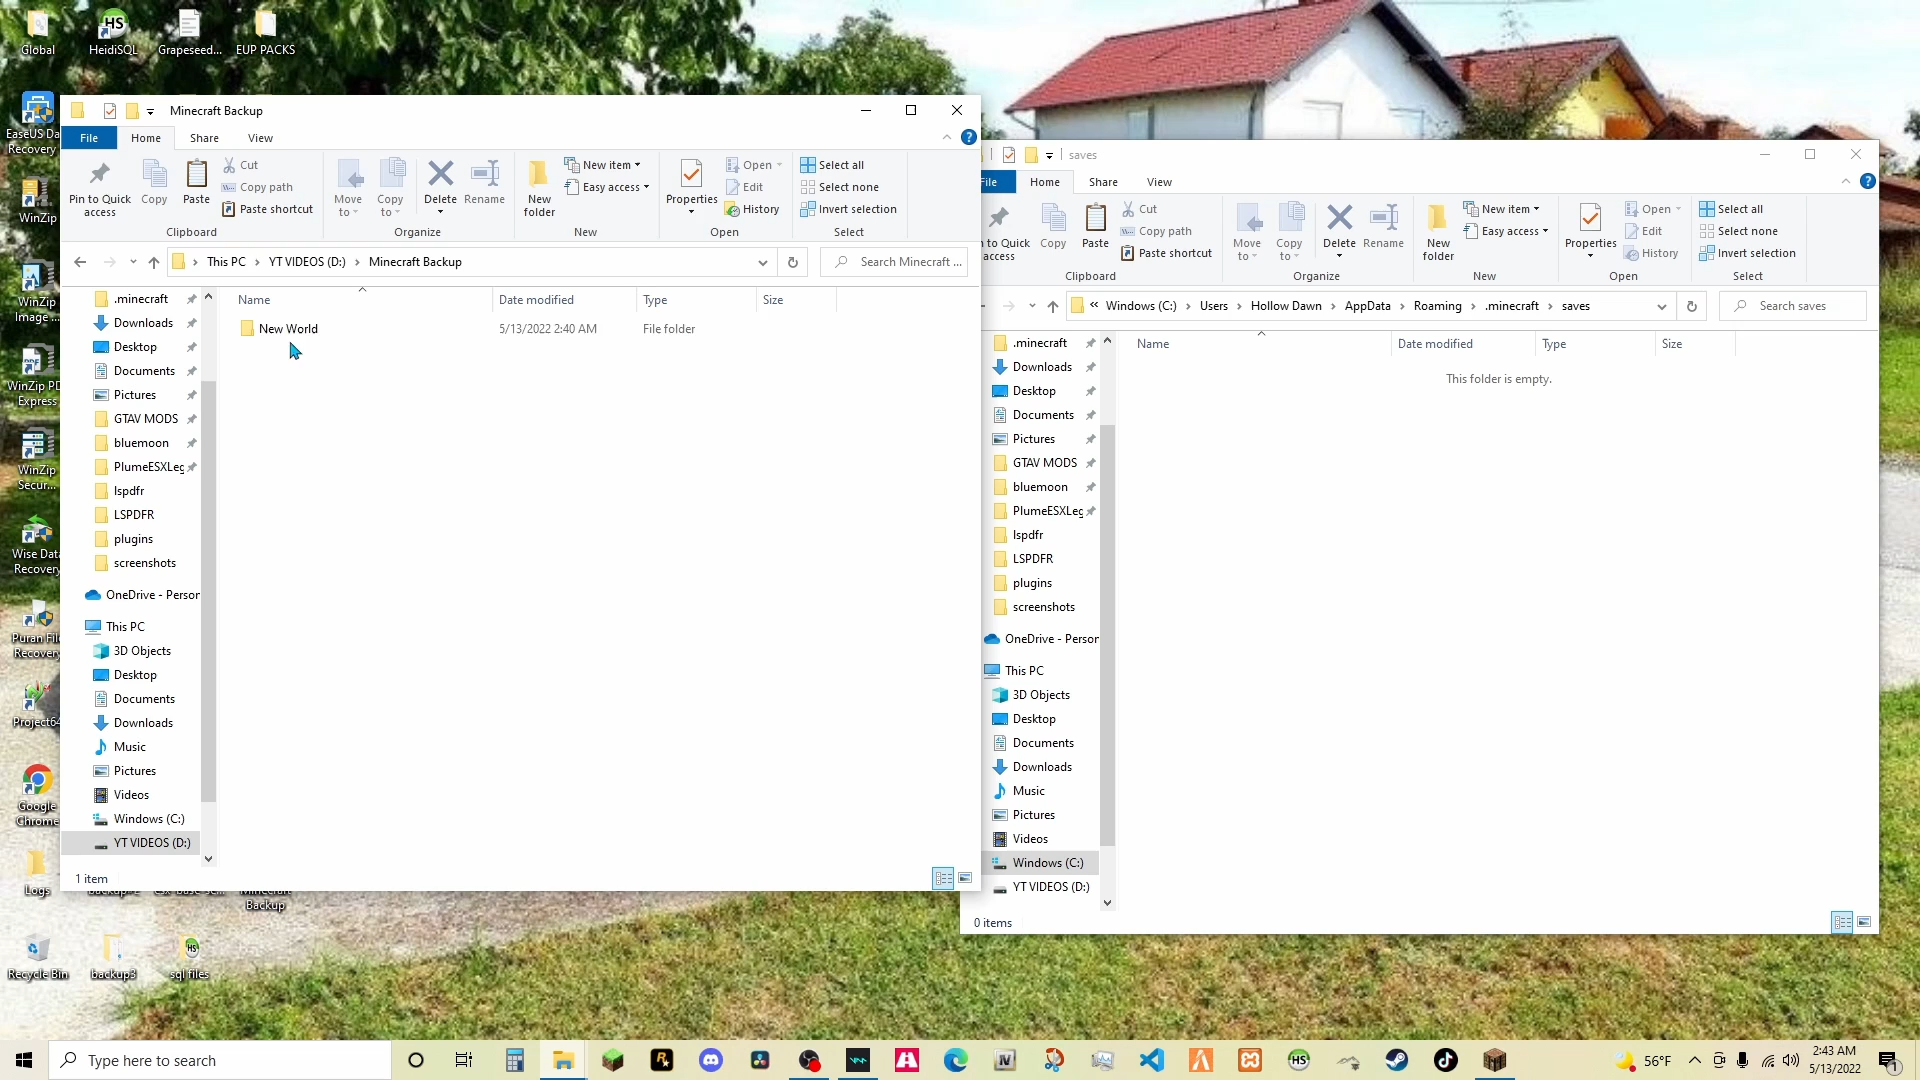 Global
HeidiSQL
Grapeseed...
EUP PACKS
EaseUS Da
Recovery
WinZip
WinZip
Image ...
WinZip PD
Express
WinZip
Secur...
Wise Data
Recovery
Puran File
Recovery
Project64
Google
Chrome
Logs
Recycle Bin
backup3
sql files
Backup
Minecraft Backup
File
Home
Share
View
Pin to Quick
access
Copy
Paste
Cut
Copy path
Paste shortcut
Clipboard
Move
to
Copy
to
Delete
Rename
Organize
New
folder
New item
Easy access
New
Properties
Open
Edit
History
Open
Select all
Select none
Invert selection
Select
This PC
YT VIDEOS (D:)
Minecraft Backup
Search Minecraft ...
Name
Date modified
Type
Size
New World
5/13/2022 2:40 AM
File folder
.minecraft
Downloads
Desktop
Documents
Pictures
GTAV MODS
bluemoon
PlumeESXLeg
lspdfr
LSPDFR
plugins
screenshots
OneDrive - Person
This PC
3D Objects
Desktop
Documents
Downloads
Music
Pictures
Videos
Windows (C:)
YT VIDEOS (D:)
1 item
saves
File
Home
Share
View
n to Quick
access
Copy
Paste
Cut
Copy path
Paste shortcut
Clipboard
Move
to
Copy
to
Delete
Rename
Organize
New
folder
New item
Easy access
New
Properties
Open
Edit
History
Open
Select all
Select none
Invert selection
Select
« Windows (C:)
Users
Hollow Dawn
AppData
Roaming
.minecraft
saves
Search saves
Name
Date modified
Type
Size
This folder is empty.
.minecraft
Downloads
Desktop
Documents
Pictures
GTAV MODS
bluemoon
PlumeESXLeg
lspdfr
LSPDFR
plugins
screenshots
OneDrive - Person
This PC
3D Objects
Desktop
Documents
Downloads
Music
Pictures
Videos
Windows (C:)
YT VIDEOS (D:)
0 items
Type here to search
56°F
2:43 AM
5/13/2022
1